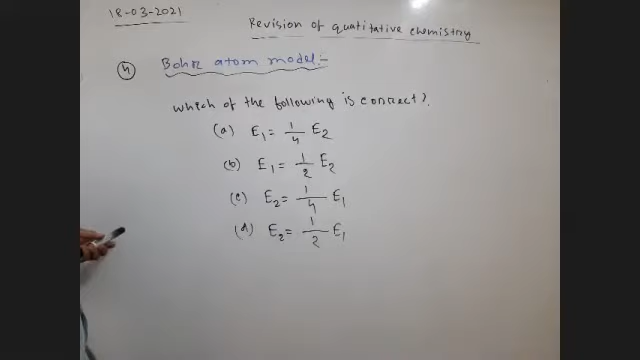 18-03-2021
Revision of quatitative chemistry
(4) Bohr atom model:-
which of the following is correct?
(a) E₁ = 1/4 E₂
(b) E₁ = 1/2 E₂
(c) E₂ = 1/4 E₁
(d) E₂ = 1/2 E₁